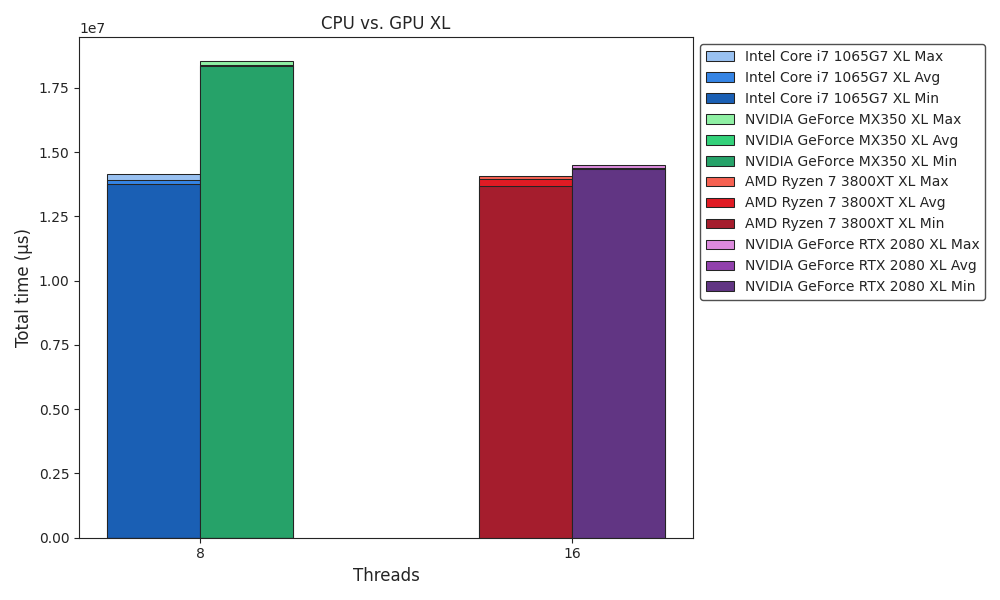 CPU vs. GPU XL
1e7
1.75
1.50
1.25
1.00
0.75
0.50
0.25
0.00
Total time (µs)
8
16
Threads
Intel Core i7 1065G7 XL Max
Intel Core i7 1065G7 XL Avg
Intel Core i7 1065G7 XL Min
NVIDIA GeForce MX350 XL Max
NVIDIA GeForce MX350 XL Avg
NVIDIA GeForce MX350 XL Min
AMD Ryzen 7 3800XT XL Max
AMD Ryzen 7 3800XT XL Avg
AMD Ryzen 7 3800XT XL Min
NVIDIA GeForce RTX 2080 XL Max
NVIDIA GeForce RTX 2080 XL Avg
NVIDIA GeForce RTX 2080 XL Min